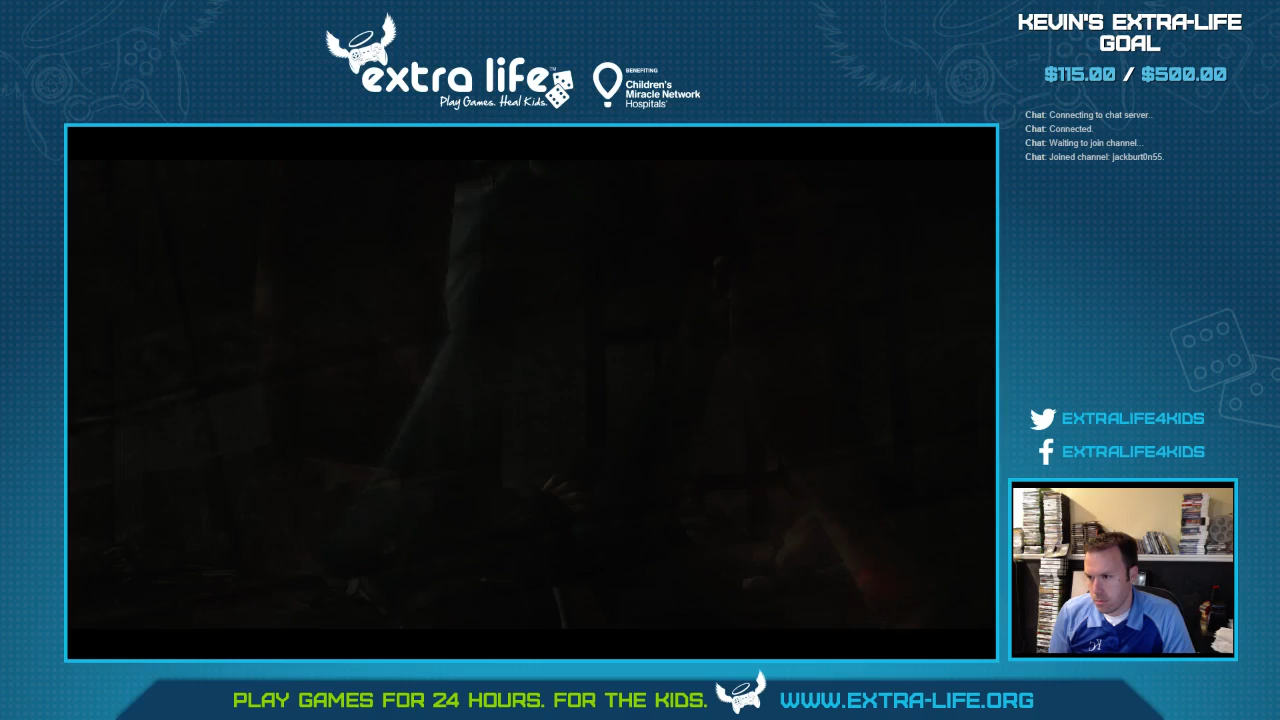 KEVIN'S EXTRA-LIFE
GOAL
$115.00 / $500.00
extra life™
Play Games. Heal Kids.
BENEFITING
Children's
Miracle Network
Hospitals
Chat: Connecting to chat server..
Chat: Connected.
Chat: Waiting to join channel...
Chat: Joined channel: jackburt0n55.
EXTRALIFE4KIDS
EXTRALIFE4KIDS
PLAY GAMES FOR 24 HOURS. FOR THE KIDS. WWW.EXTRA-LIFE.ORG